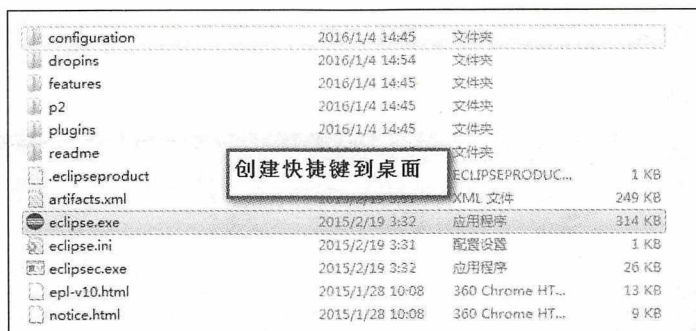 configuration 2016/1/4 14:45 文件夹
dropins 2016/1/4 14:54 文件夹
features 2016/1/4 14:45 文件夹
p2 2016/1/4 14:45 文件夹
plugins 2016/1/4 14:45 文件夹
readme 文件夹
创建快捷键到桌面
.eclipseproduct ECLIPSEPRODUC... 1 KB
artifacts.xml XML 文件 249 KB
eclipse.exe 2015/2/19 3:32 应用程序 314 KB
eclipse.ini 2015/2/19 3:31 配置设置 1 KB
eclipsec.exe 2015/2/19 3:32 应用程序 26 KB
epl-v10.html 2015/1/28 10:08 360 Chrome HT... 13 KB
notice.html 2015/1/28 10:08 360 Chrome HT... 9 KB